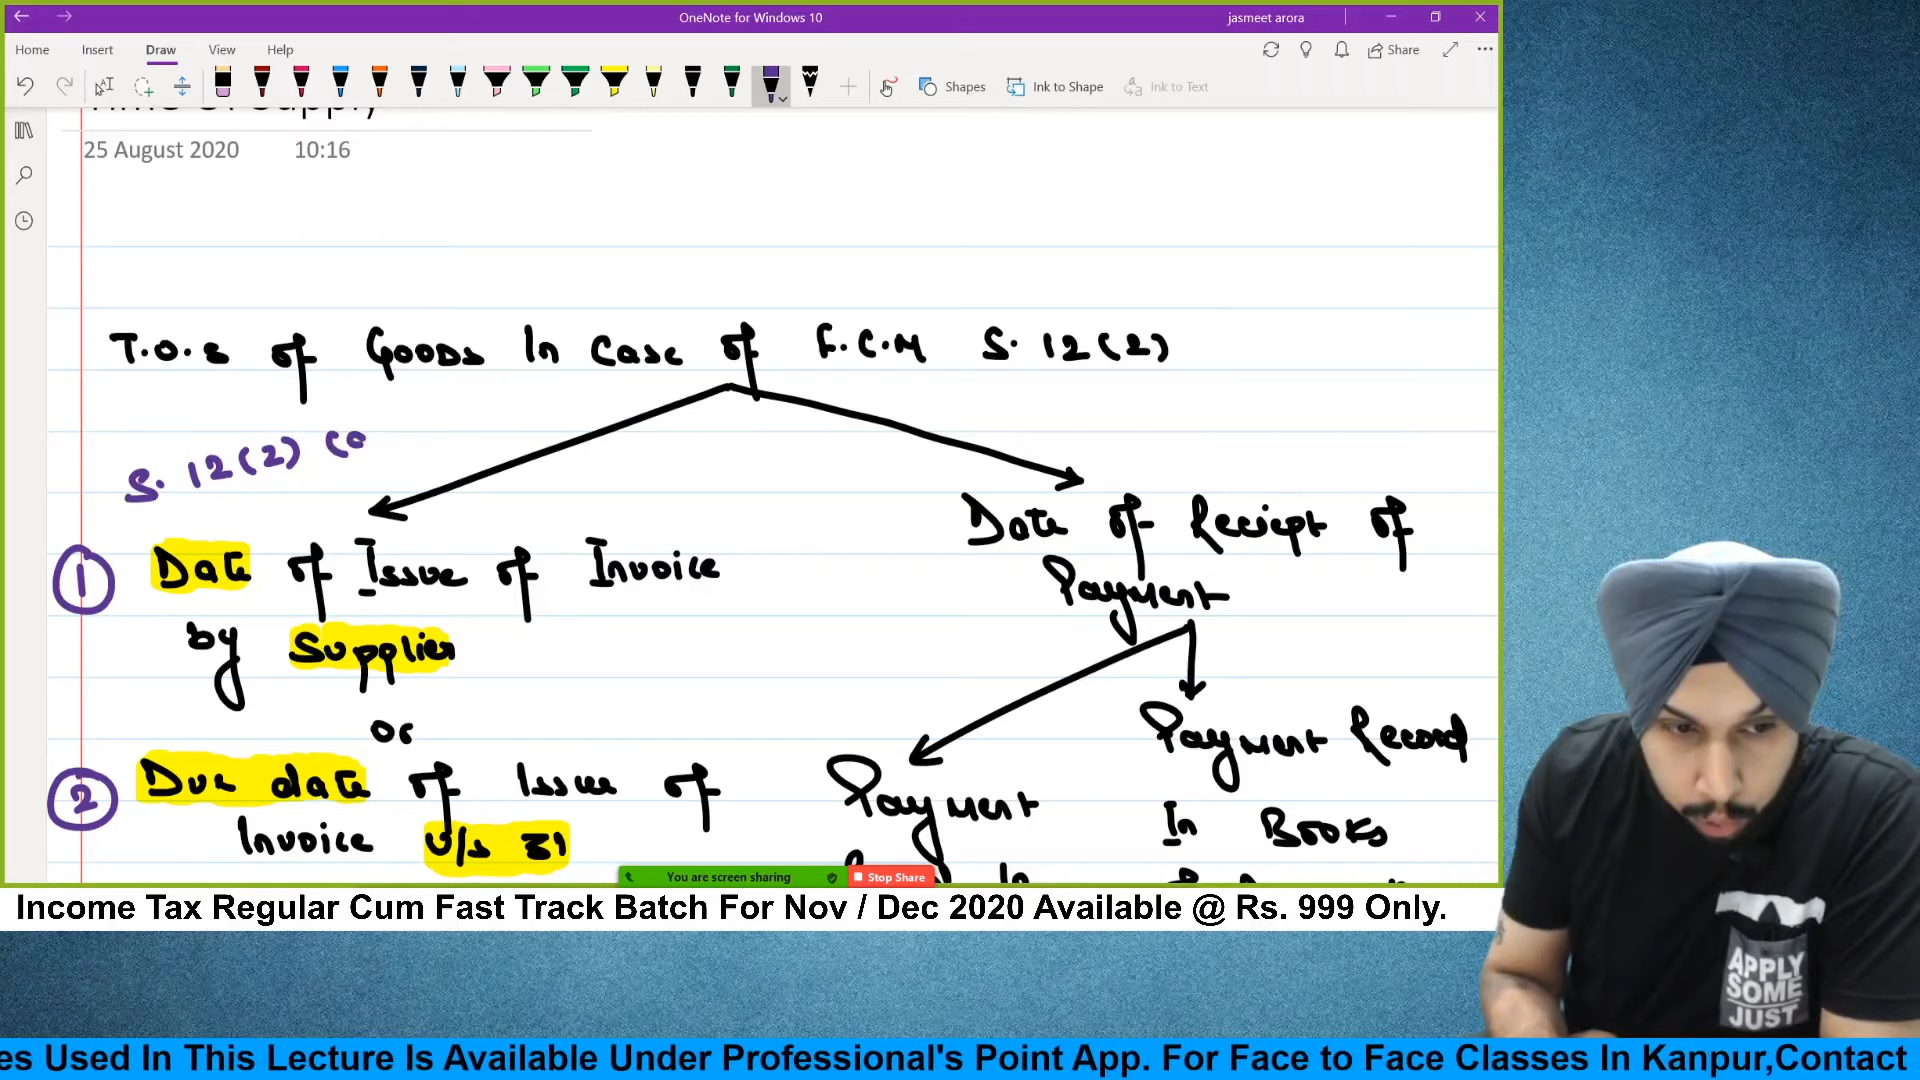 OneNote for Windows 10
jasmeet arora
Home Insert Draw View Help
Share
Shapes Ink to Shape Ink to Text
Time Of Supply
25 August 2020 10:16
T.O.S of Goods In Case of F.C.M S. 12(2)
S. 12(2) (a
1 Date of Issue of Invoice
by Supplier
or
2 Due date of Issue of
Invoice U/s 31
Date of Reciept of
Payment
Payment
Payment Record
In Books
You are screen sharing Stop Share
Income Tax Regular Cum Fast Track Batch For Nov / Dec 2020 Available @ Rs. 999 Only.
APPLY
SOME
JUST
es Used In This Lecture Is Available Under Professional's Point App. For Face to Face Classes In Kanpur,Contact